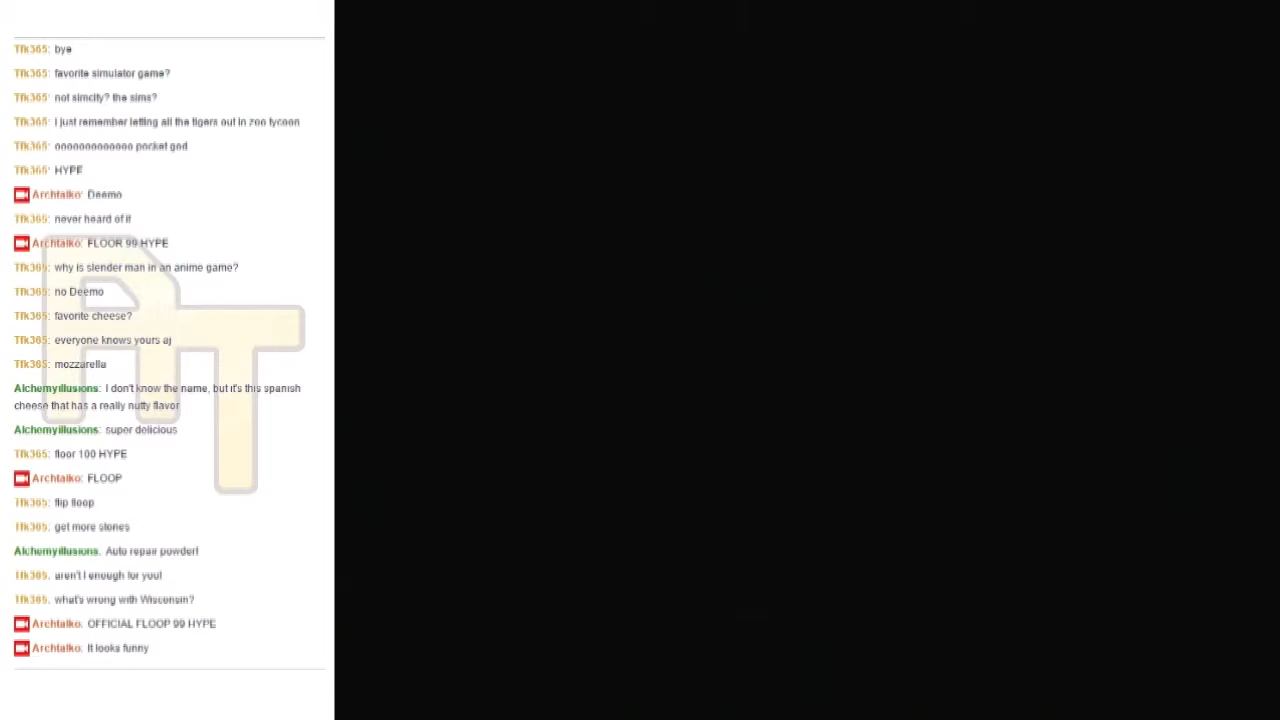 Tfk365: bye
Tfk365: favorite simulator game?
Tfk365: not simcity? the sims?
Tfk365: I just remember letting all the tigers out in zoo tycoon
Tfk365: ooooooooooooo pocket god
Tfk365: HYPE
Archtalko: Deemo
Tfk365: never heard of it
Archtalko: FLOOR 99 HYPE
Tfk365: why is slender man in an anime game?
Tfk365: no Deemo
Tfk365: favorite cheese?
Tfk365: everyone knows yours aj
Tfk365: mozzarella
Alchemyillusions: I don't know the name, but it's this spanish
cheese that has a really nutty flavor
Alchemyillusions: super delicious
Tfk365: floor 100 HYPE
Archtalko: FLOOP
Tfk365: flip floop
Tfk365: get more stones
Alchemyillusions: Auto repair powder!
Tfk365: aren't I enough for you!
Tfk365: what's wrong with Wisconsin?
Archtalko: OFFICIAL FLOOP 99 HYPE
Archtalko: It looks funny
AT